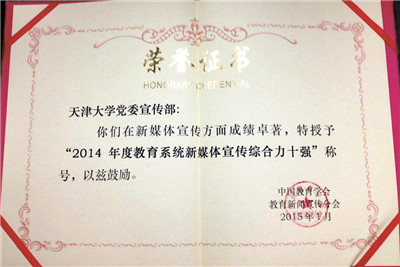 荣誉证书
HONORARY CREDENTIAL
天津大学党委宣传部：
你们在新媒体宣传方面成绩卓著，特授予
“2014 年度教育系统新媒体宣传综合力十强”称
号，以兹鼓励。
中国教育学会
教育新闻宣传分会
2015年1月